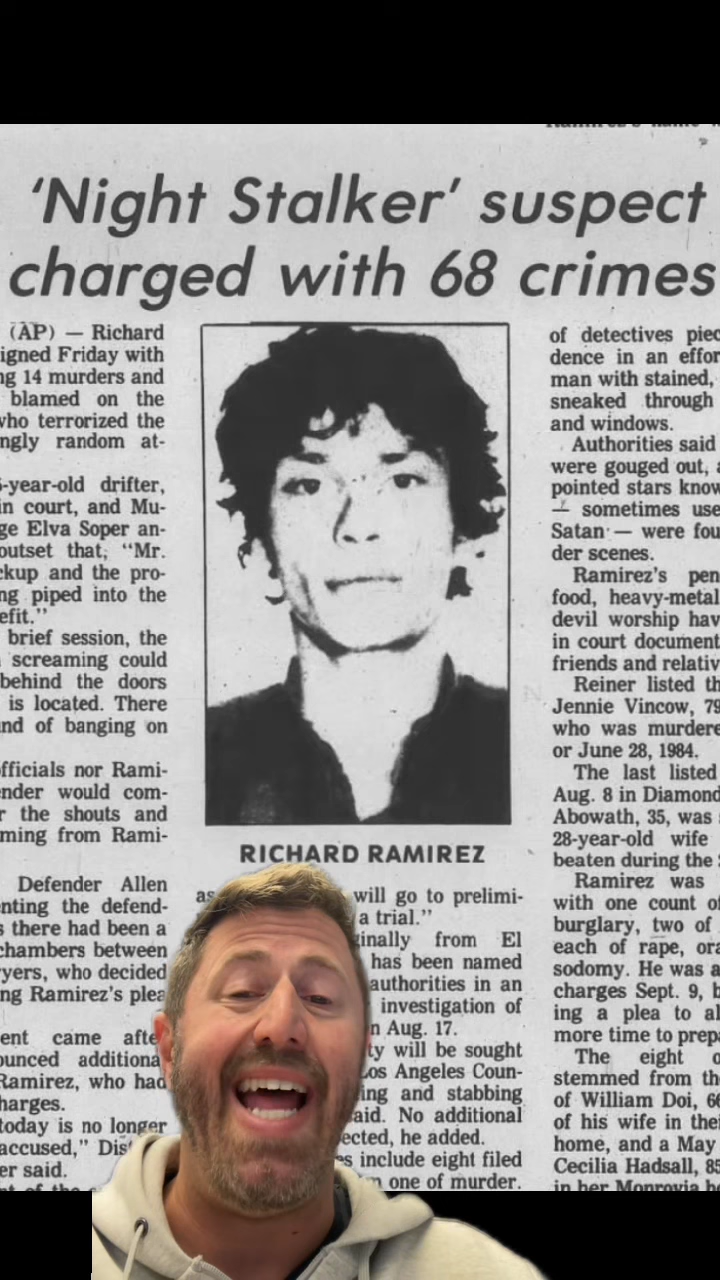 'Night Stalker' suspect
charged with 68 crimes
(AP) — Richard
igned Friday with
ng 14 murders and
blamed on the
who terrorized the
ngly random at-
-year-old drifter,
in court, and Mu-
ge Elva Soper an-
outset that, “Mr.
ckup and the pro-
ng piped into the
efit.”
brief session, the
screaming could
behind the doors
is located. There
nd of banging on
fficials nor Rami-
ender would com-
r the shouts and
ming from Rami-
Defender Allen
enting the defend-
s there had been a
chambers between
yers, who decided
ng Ramirez's plea
ent came afte
ounced additiona
Ramirez, who had
harges.
today is no longer
accused,” Dis
er said.
RICHARD RAMIREZ
as
will go to prelimi-
a trial.”
ginally from El
has been named
authorities in an
investigation of
n Aug. 17.
ty will be sought
Los Angeles Coun-
ing and stabbing
said. No additional
ected, he added.
es include eight filed
one of murder.
of detectives piec
dence in an effor
man with stained,
sneaked through
and windows.
Authorities said
were gouged out, a
pointed stars know
— sometimes use
Satan — were fou
der scenes.
Ramirez's pen
food, heavy-metal
devil worship hav
in court document
friends and relativ
Reiner listed th
Jennie Vincow, 79
who was murdere
or June 28, 1984.
The last listed
Aug. 8 in Diamond
Abowath, 35, was s
28-year-old wife
beaten during the
Ramirez was
with one count of
burglary, two of
each of rape, ora
sodomy. He was a
charges Sept. 9, b
ing a plea to al
more time to prepa
The eight o
stemmed from the
of William Doi, 66
of his wife in thei
home, and a May
Cecilia Hadsall, 85
in her Monrovia he